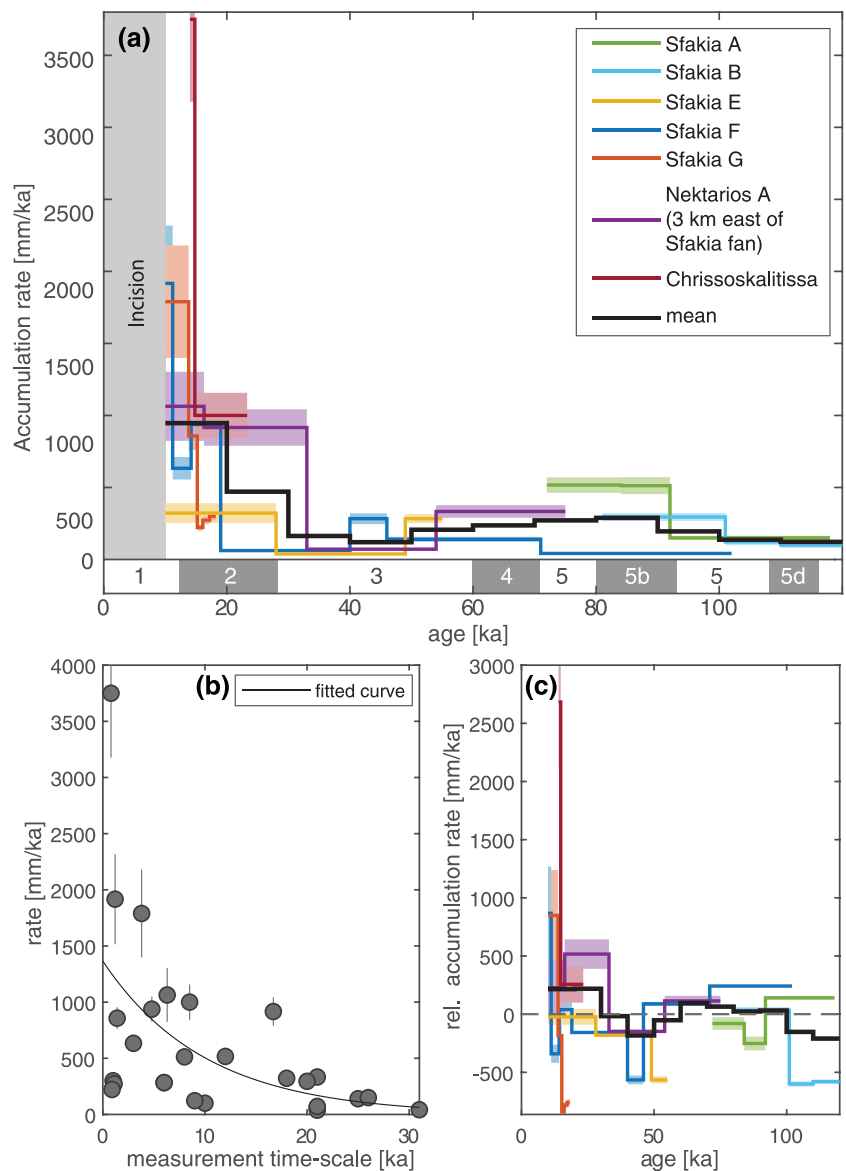 (a)
Accumulation rate [mm/ka]
3500
3000
2500
2000
1500
1000
500
0
Incision
Sfakia A
Sfakia B
Sfakia E
Sfakia F
Sfakia G
Nektarios A
(3 km east of
Sfakia fan)
Chrissoskalitissa
mean
1 2 3 4 5 5b 5 5d
0 20 40 60 80 100
age [ka]
(b)
fitted curve
rate [mm/ka]
4000
3500
3000
2500
2000
1500
1000
500
0
0 10 20 30
measurement time-scale [ka]
(c)
rel. accumulation rate [mm/ka]
3000
2500
2000
1500
1000
500
0
-500
0 50 100
age [ka]